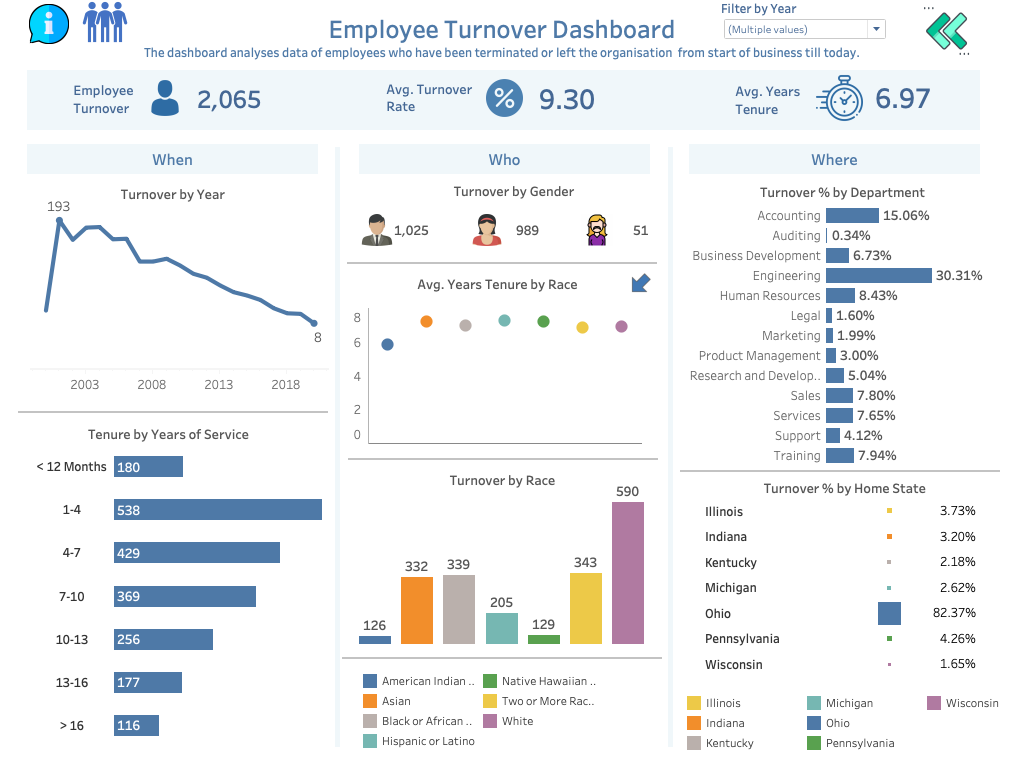 Employee Turnover Dashboard
Filter by Year
(Multiple values)
The dashboard analyses data of employees who have been terminated or left the organisation from start of business till today.
Employee Turnover 2,065
Avg. Turnover Rate % 9.30
Avg. Years Tenure 6.97
When
Turnover by Year
193
8
2003 2008 2013 2018
Tenure by Years of Service
< 12 Months 180
1-4 538
4-7 429
7-10 369
10-13 256
13-16 177
> 16 116
Who
Turnover by Gender
1,025 989 51
Avg. Years Tenure by Race
8
6
4
2
0
Turnover by Race
126 332 339 205 129 343 590
American Indian ..
Asian
Black or African ..
Hispanic or Latino
Native Hawaiian ..
Two or More Rac..
White
Where
Turnover % by Department
Accounting 15.06%
Auditing 0.34%
Business Development 6.73%
Engineering 30.31%
Human Resources 8.43%
Legal 1.60%
Marketing 1.99%
Product Management 3.00%
Research and Develop.. 5.04%
Sales 7.80%
Services 7.65%
Support 4.12%
Training 7.94%
Turnover % by Home State
Illinois 3.73%
Indiana 3.20%
Kentucky 2.18%
Michigan 2.62%
Ohio 82.37%
Pennsylvania 4.26%
Wisconsin 1.65%
Illinois
Indiana
Kentucky
Michigan
Ohio
Pennsylvania
Wisconsin